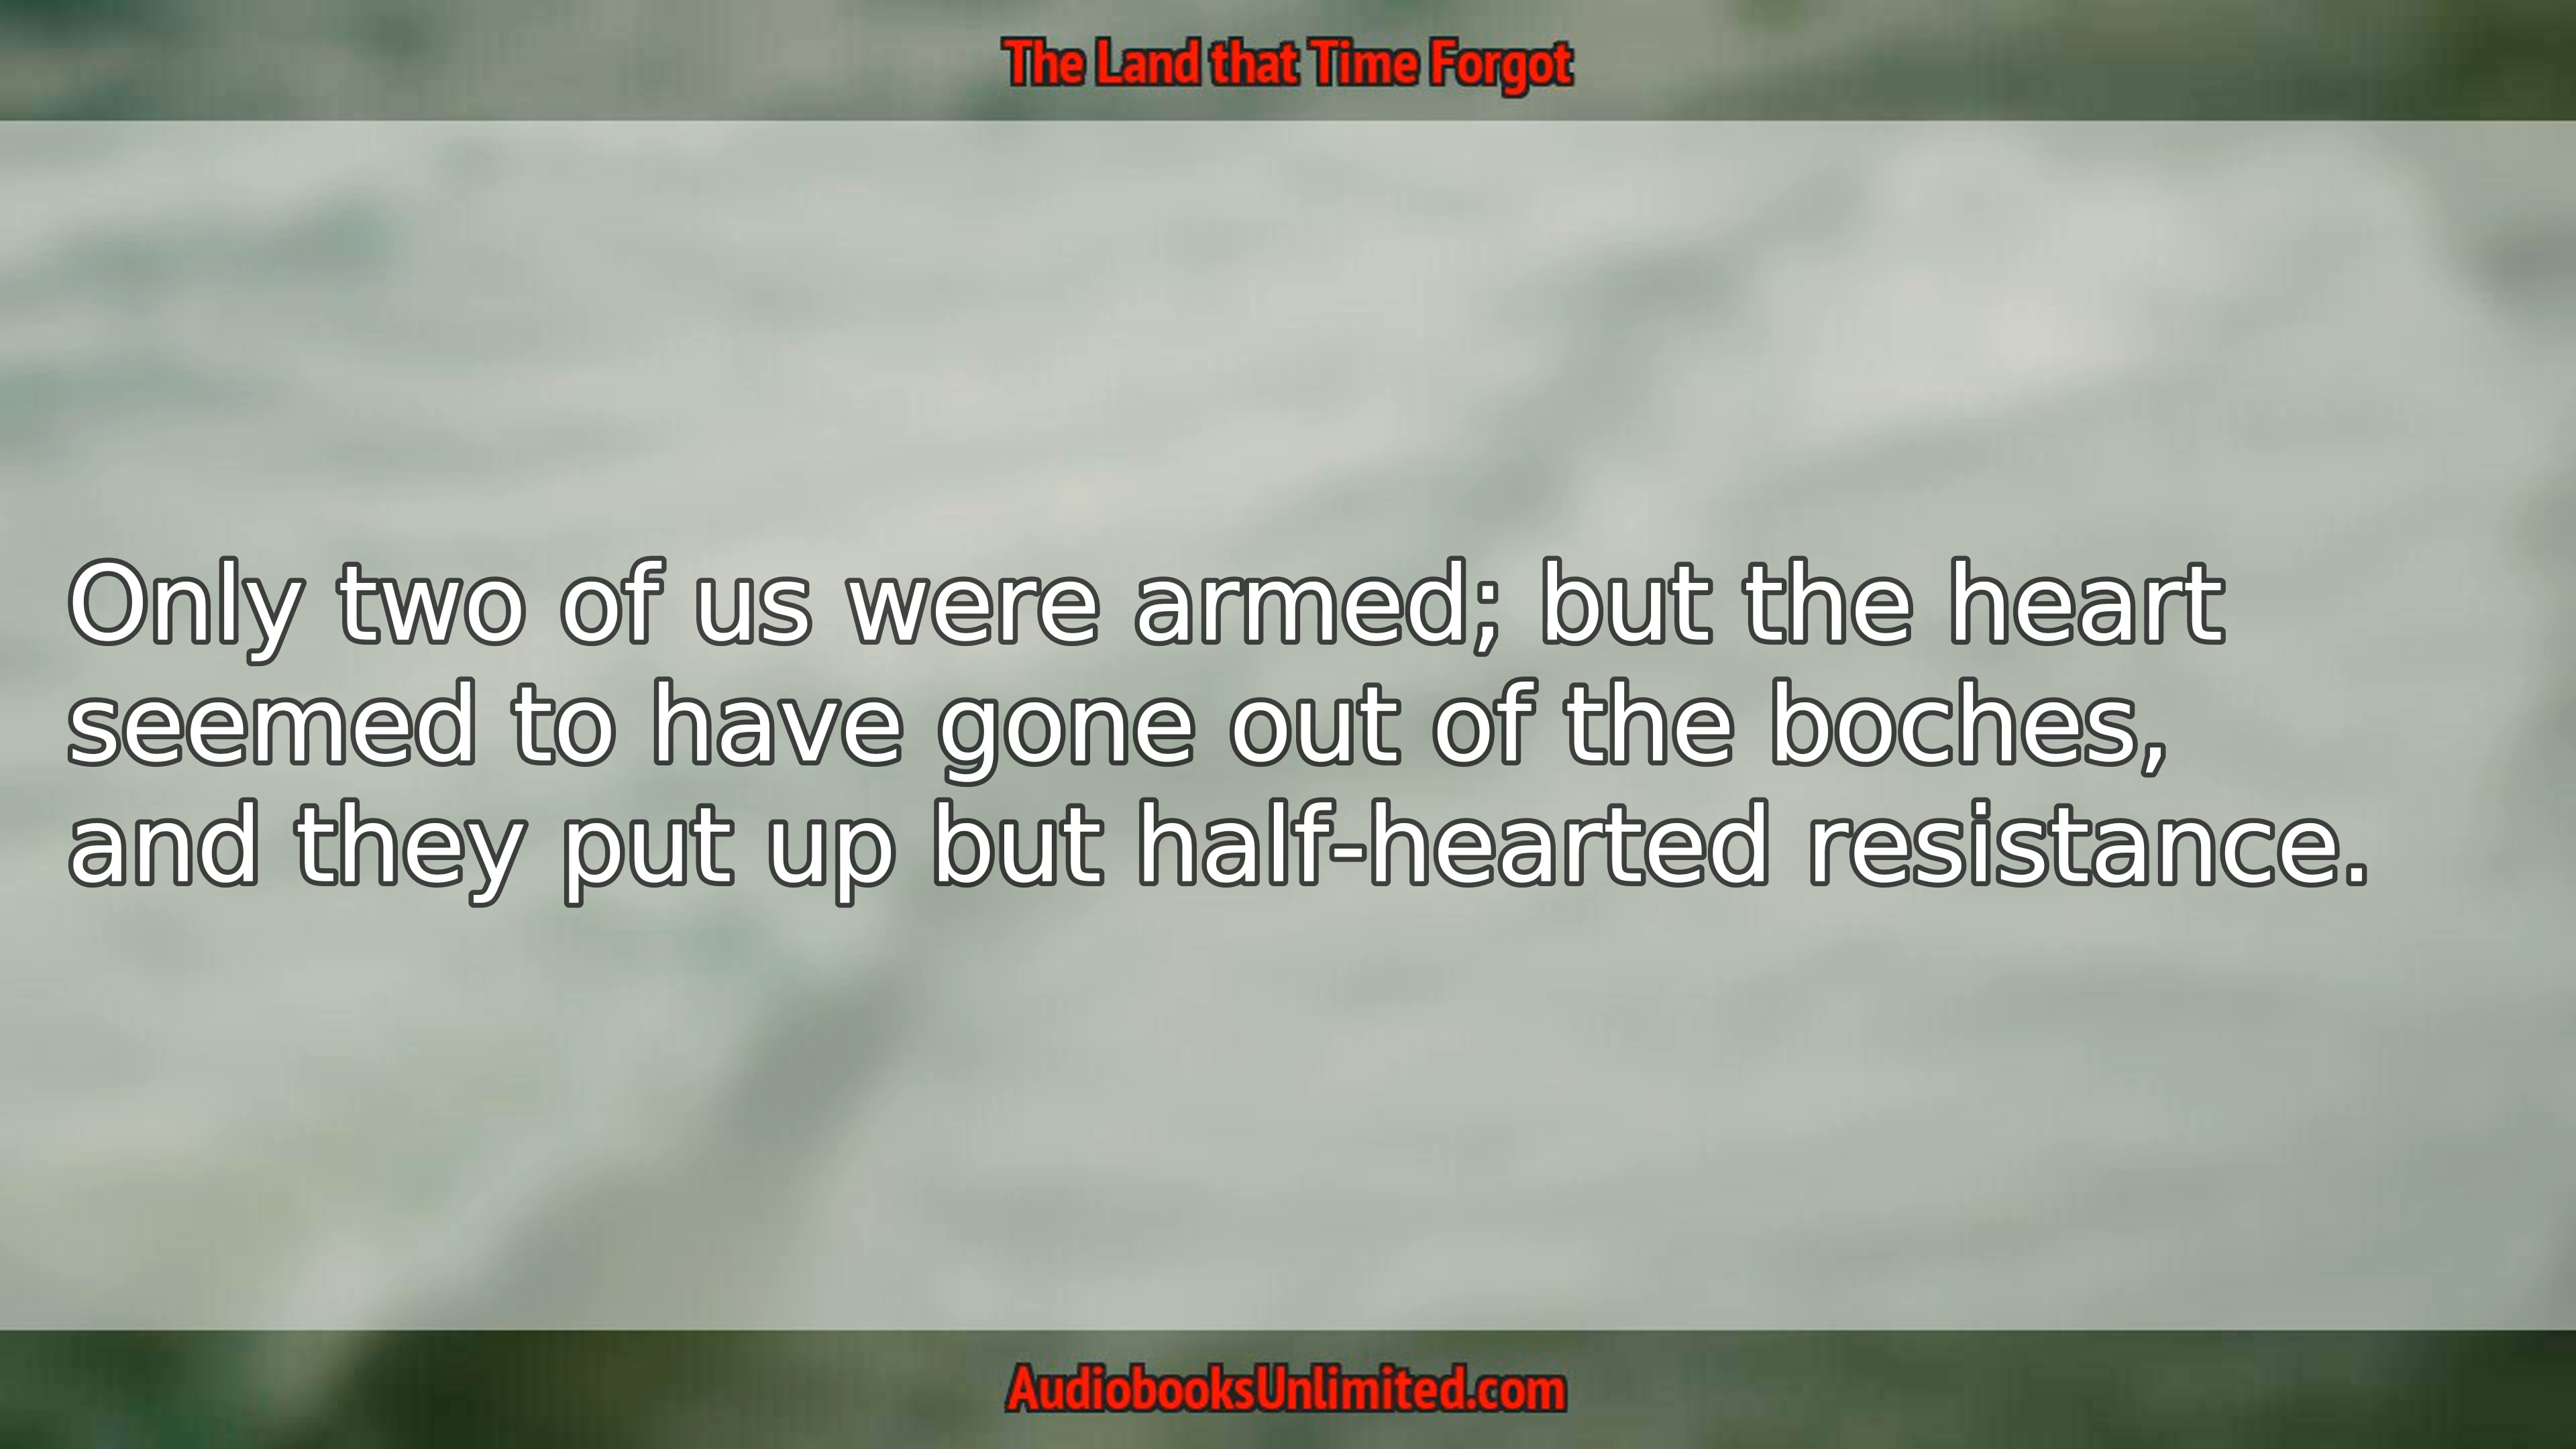 The Land that Time Forgot
Only two of us were armed; but the heart
seemed to have gone out of the boches,
and they put up but half-hearted resistance.
AudiobooksUnlimited.com